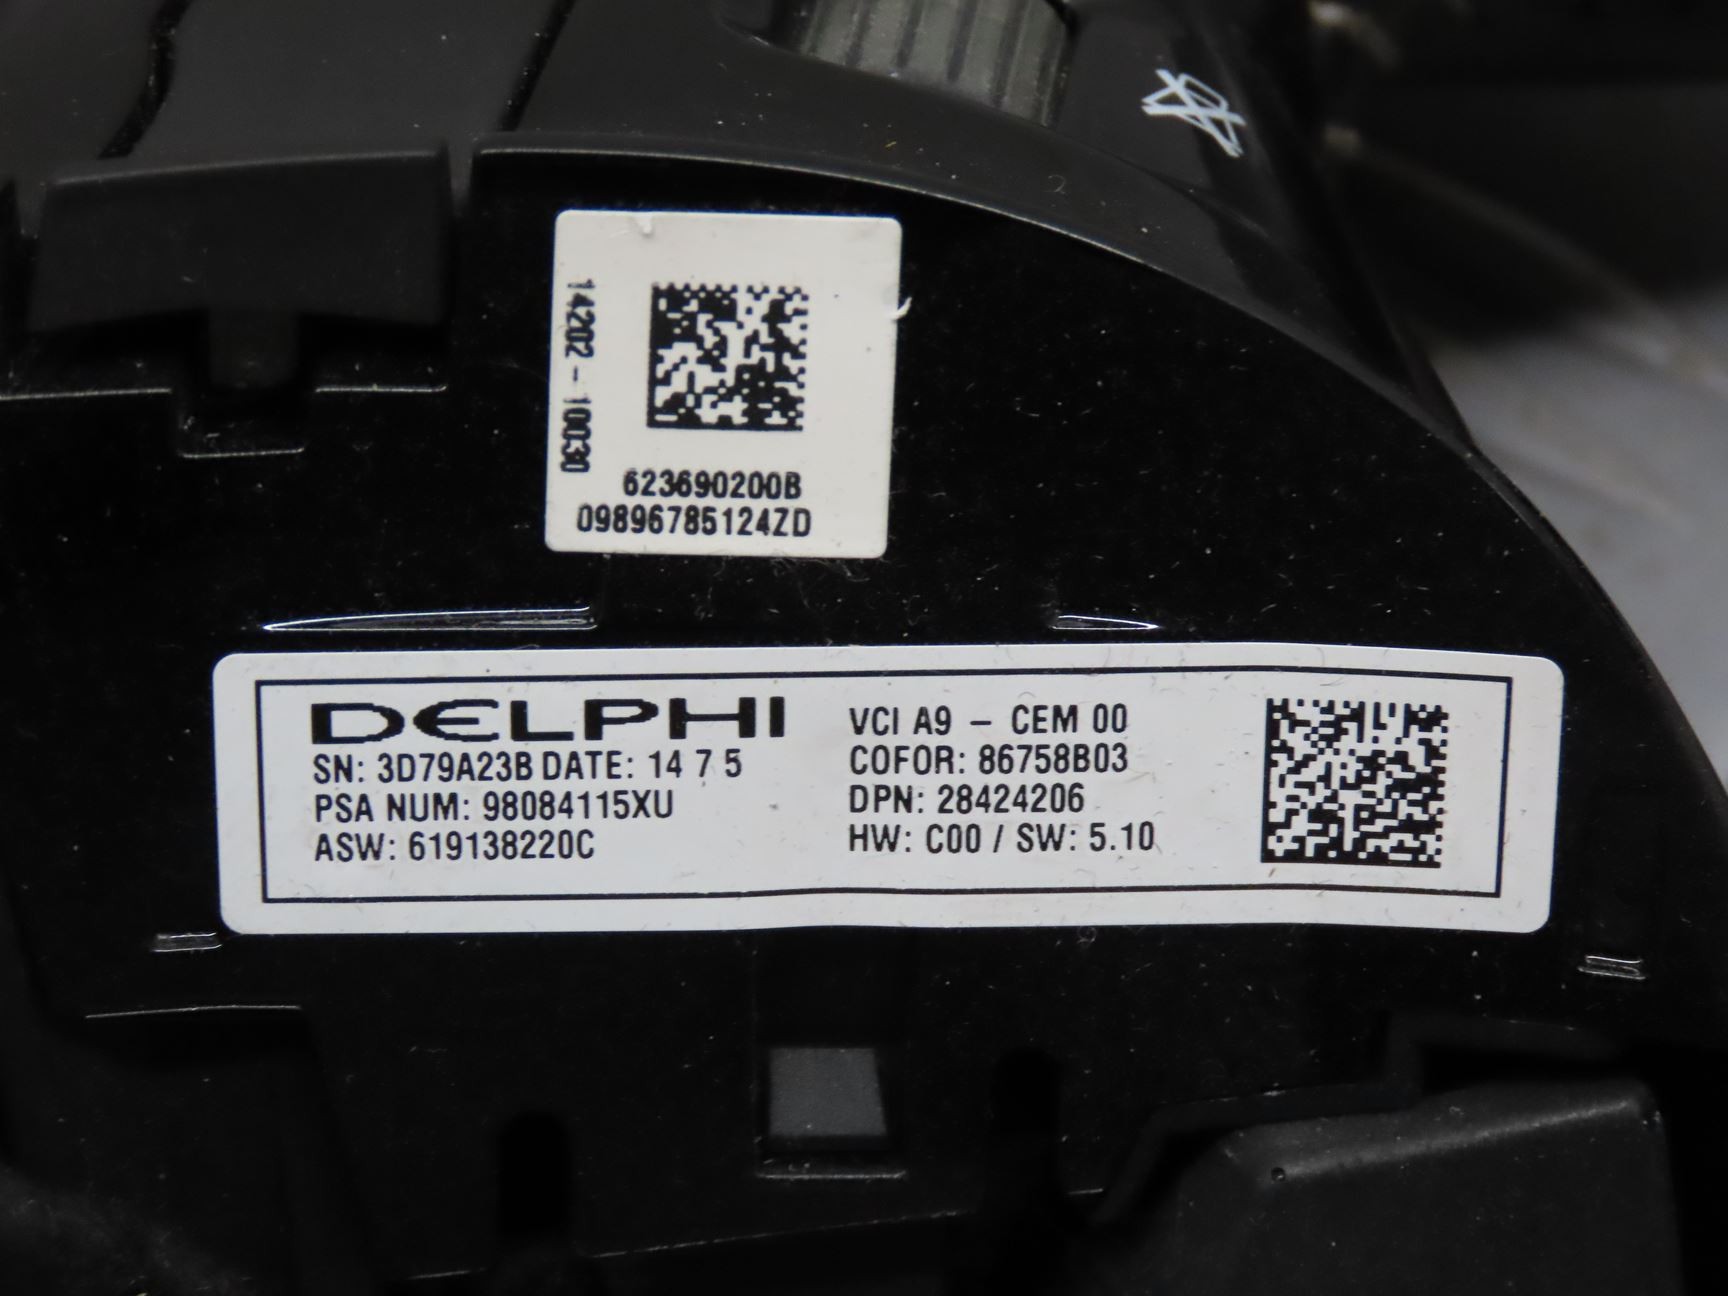 14202-10030
623690200B
09896785124ZD
DELPHI
SN: 3D79A23B DATE: 14 7 5
PSA NUM: 98084115XU
ASW: 619138220C
VCI A9 - CEM 00
COFOR: 86758B03
DPN: 28424206
HW: C00 / SW: 5.10